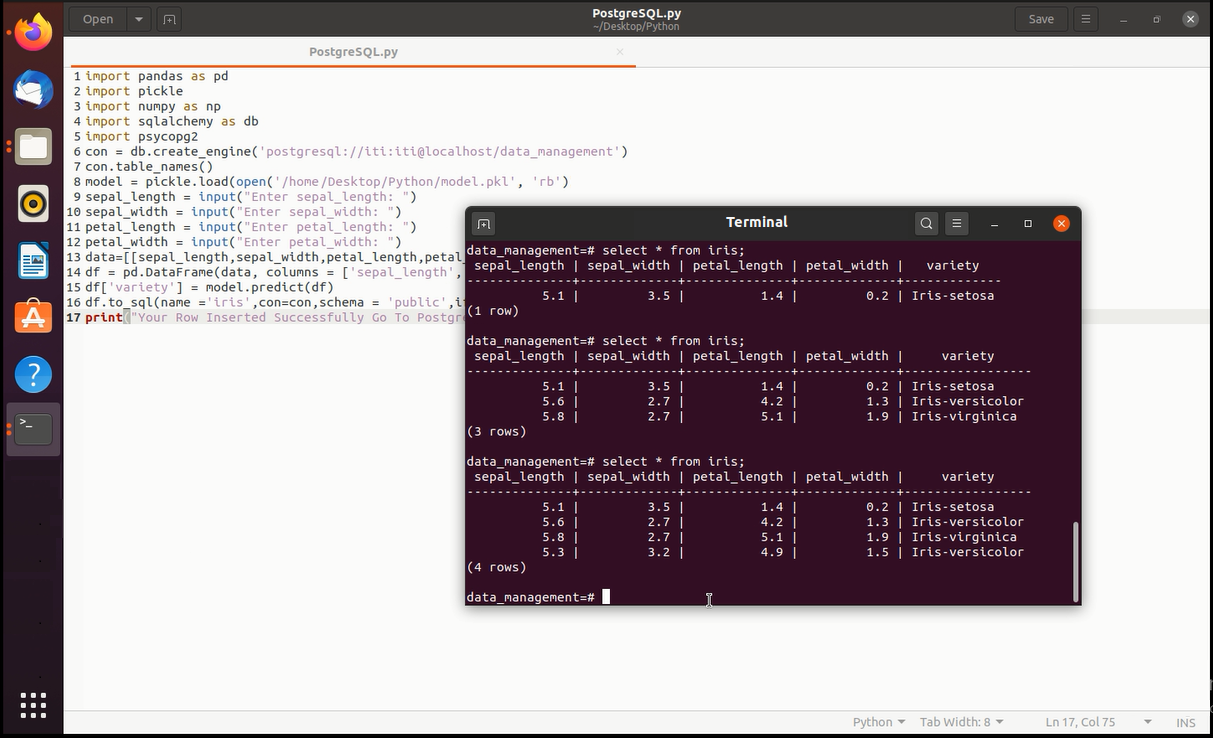 Open
PostgreSQL.py
~/Desktop/Python
Save
PostgreSQL.py
1 import pandas as pd
2 import pickle
3 import numpy as np
4 import sqlalchemy as db
5 import psycopg2
6 con = db.create_engine('postgresql://iti:iti@localhost/data_management')
7 con.table_names()
8 model = pickle.load(open('/home/Desktop/Python/model.pkl', 'rb')
9 sepal_length = input("Enter sepal_length: ")
10 sepal_width = input("Enter sepal_width: ")
11 petal_length = input("Enter petal_length: ")
12 petal_width = input("Enter petal_width: ")
13 data=[[sepal_length,sepal_width,petal_length,petal_
14 df = pd.DataFrame(data, columns = ['sepal_length',
15 df['variety'] = model.predict(df)
16 df.to_sql(name ='iris',con=con,schema = 'public',i
17 print("Your Row Inserted Successfully Go To Postgr
Terminal
data_management=# select * from iris;
sepal_length | sepal_width | petal_length | petal_width | variety
--------------+-------------+--------------+-------------+-------------
5.1 | 3.5 | 1.4 | 0.2 | Iris-setosa
(1 row)
data_management=# select * from iris;
sepal_length | sepal_width | petal_length | petal_width | variety
--------------+-------------+--------------+-------------+-----------------
5.1 | 3.5 | 1.4 | 0.2 | Iris-setosa
5.6 | 2.7 | 4.2 | 1.3 | Iris-versicolor
5.8 | 2.7 | 5.1 | 1.9 | Iris-virginica
(3 rows)
data_management=# select * from iris;
sepal_length | sepal_width | petal_length | petal_width | variety
--------------+-------------+--------------+-------------+-----------------
5.1 | 3.5 | 1.4 | 0.2 | Iris-setosa
5.6 | 2.7 | 4.2 | 1.3 | Iris-versicolor
5.8 | 2.7 | 5.1 | 1.9 | Iris-virginica
5.3 | 3.2 | 4.9 | 1.5 | Iris-versicolor
(4 rows)
data_management=#
Python
Tab Width: 8
Ln 17, Col 75
INS